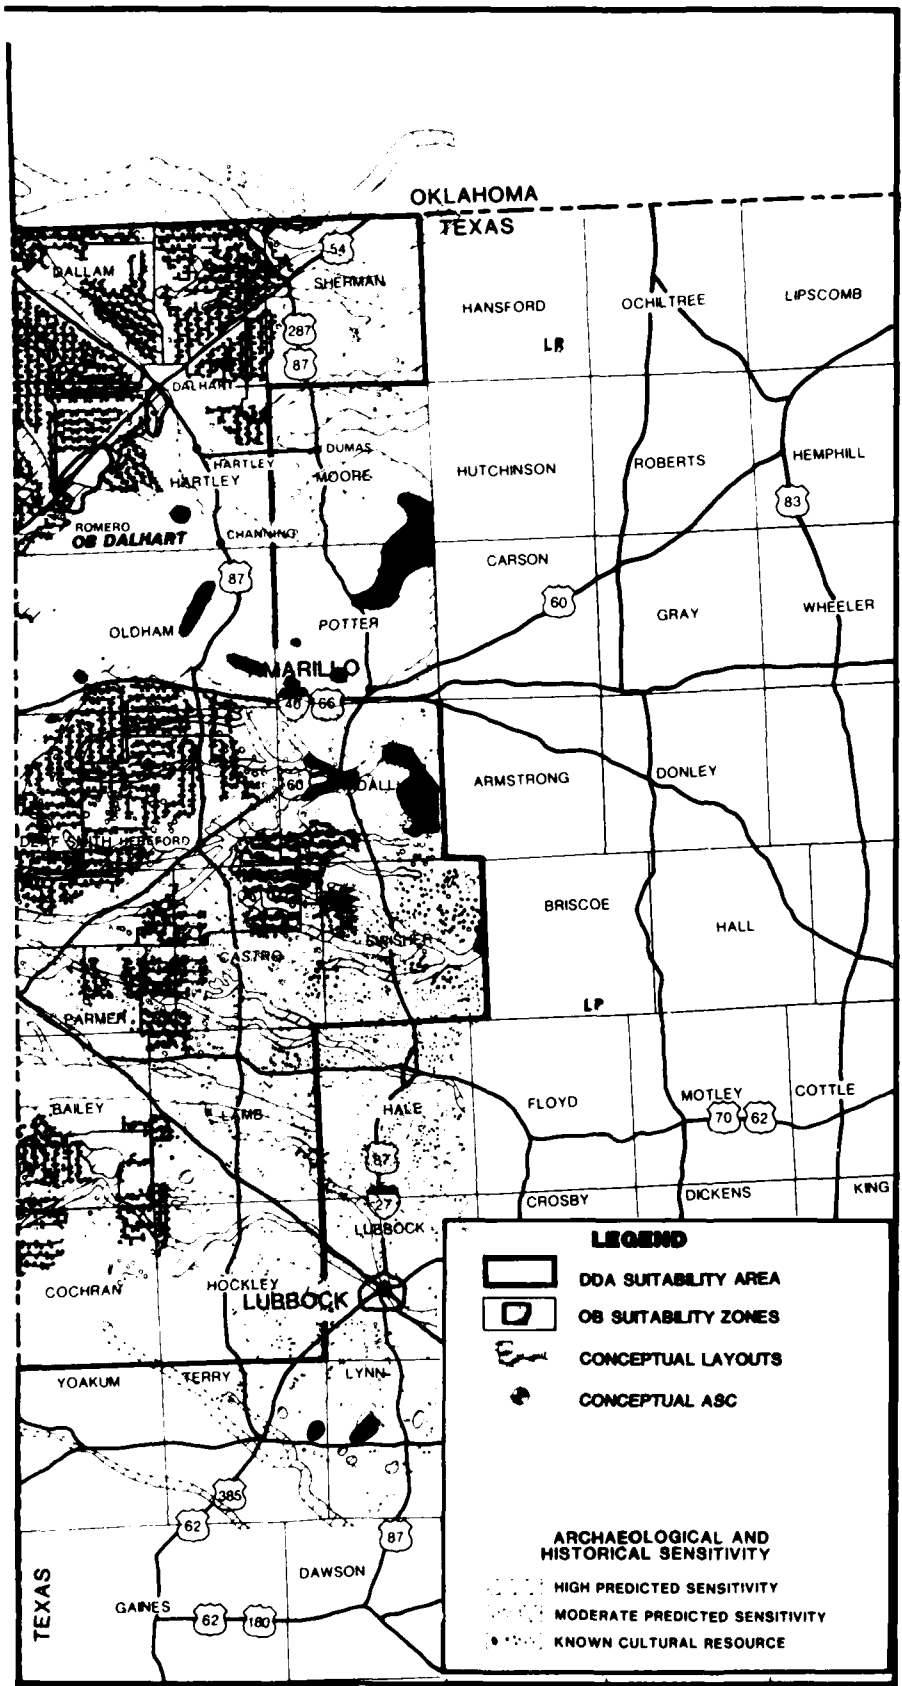 OKLAHOMA
TEXAS
54
DALLAM
SHERMAN
HANSFORD
OCHILTREE
LIPSCOMB
287
87
DALHART
DUMAS
HARTLEY
HARTLEY
MOORE
HUTCHINSON
ROBERTS
HEMPHILL
83
ROMERO
OB DALHART
CHANNING
CARSON
87
60
OLDHAM
POTTER
GRAY
WHEELER
AMARILLO
40 66
60
ARMSTRONG
DONLEY
DEAF SMITH HEREFORD
BRISCOE
HALL
SWISHER
CASTRO
PARMER
BAILEY
LAMB
HALE
FLOYD
MOTLEY
COTTLE
70 62
87
27
CROSBY
DICKENS
KING
LUBBOCK
COCHRAN
HOCKLEY
LUBBOCK
YOAKUM
TERRY
LYNN
385
62
87
DAWSON
GAINES
62 180
TEXAS
LEGEND
DDA SUITABILITY AREA
OB SUITABILITY ZONES
CONCEPTUAL LAYOUTS
CONCEPTUAL ASC
ARCHAEOLOGICAL AND
HISTORICAL SENSITIVITY
HIGH PREDICTED SENSITIVITY
MODERATE PREDICTED SENSITIVITY
KNOWN CULTURAL RESOURCE